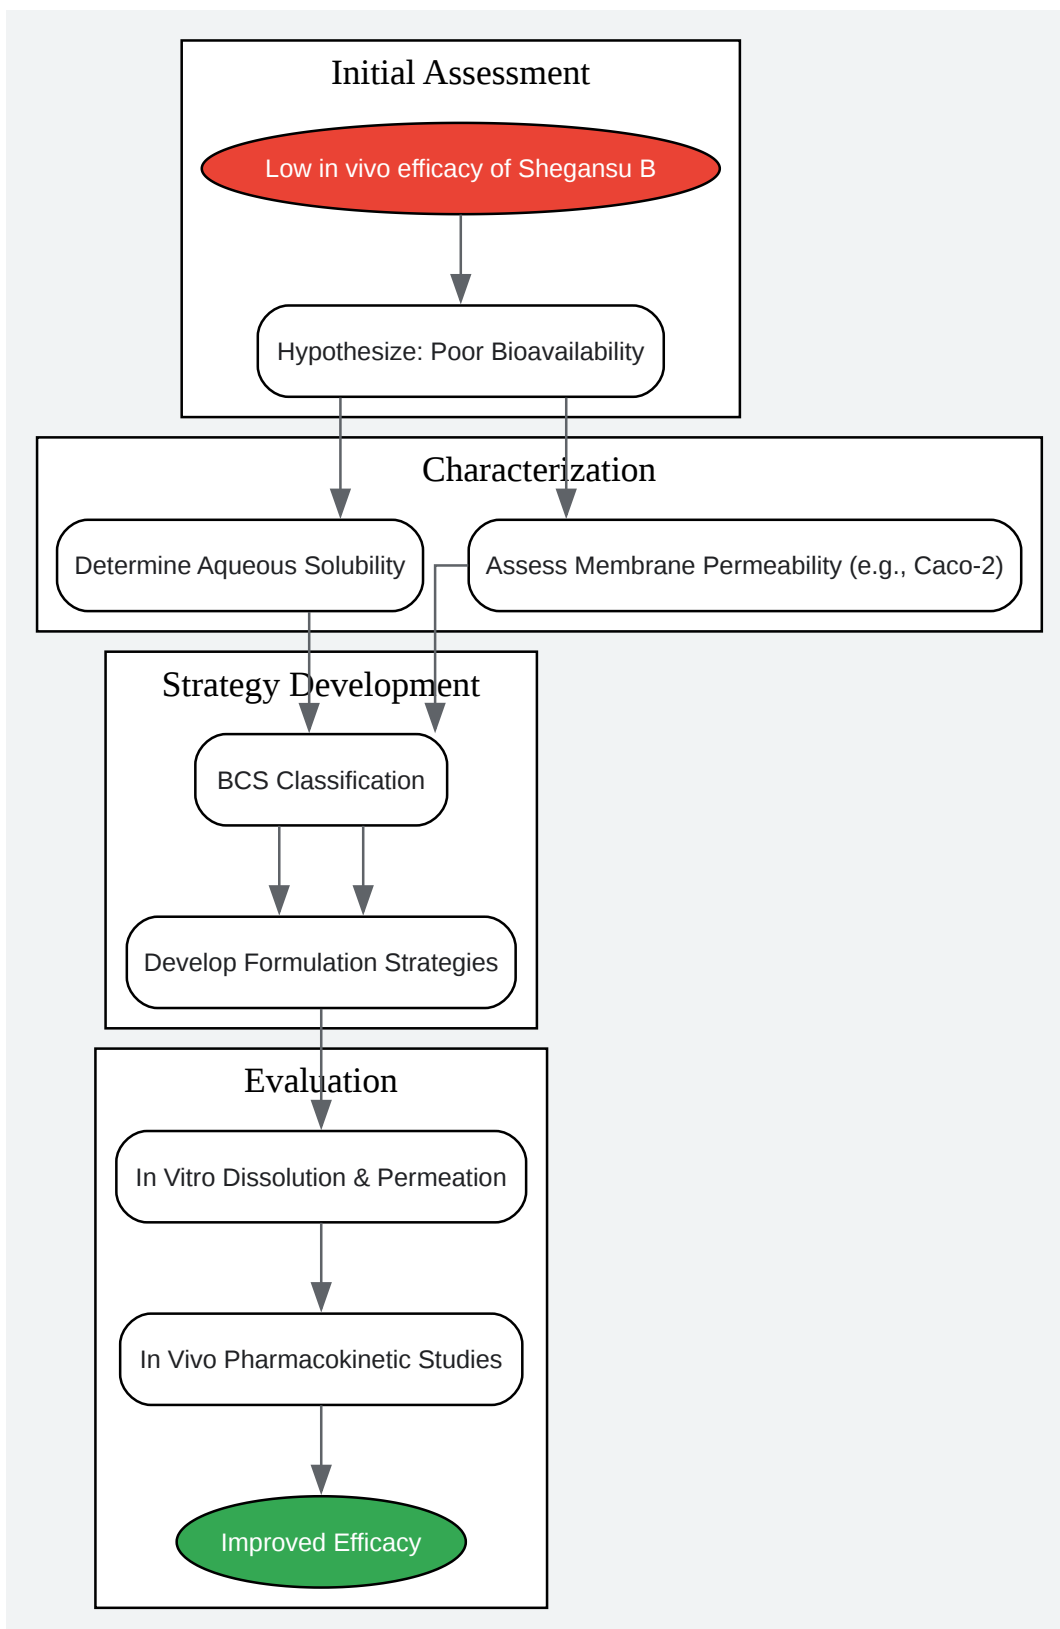 Initial Assessment
Low in vivo efficacy of Shegansu B
Hypothesize: Poor Bioavailability
Characterization
Determine Aqueous Solubility
Assess Membrane Permeability (e.g., Caco-2)
Strategy Development
BCS Classification
Develop Formulation Strategies
Evaluation
In Vitro Dissolution & Permeation
In Vivo Pharmacokinetic Studies
Improved Efficacy